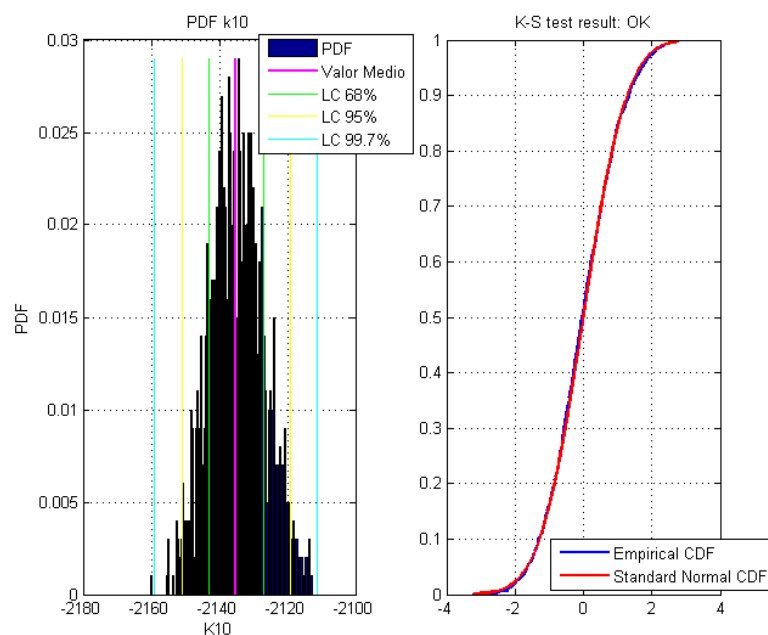 PDF k10
0.03
0.025
0.02
0.015
0.01
0.005
0
PDF
-2180
-2160
-2140
-2120
-2100
K10
PDF
Valor Medio
LC 68%
LC 95%
LC 99.7%
K-S test result: OK
1
0.9
0.8
0.7
0.6
0.5
0.4
0.3
0.2
0.1
0
-4
-2
0
2
4
Empirical CDF
Standard Normal CDF